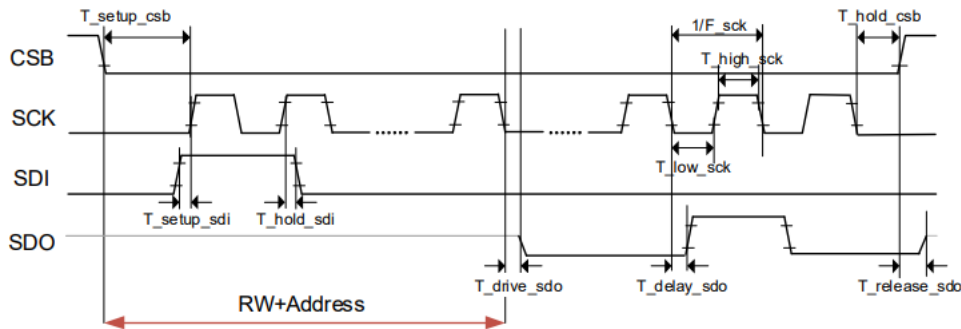 T_setup_csb
1/F_sck
T_hold_csb
CSB
T_high_sck
SCK
......
......
T_low_sck
SDI
T_setup_sdi
T_hold_sdi
SDO
T_drive_sdo
T_delay_sdo
T_release_sdo
RW+Address